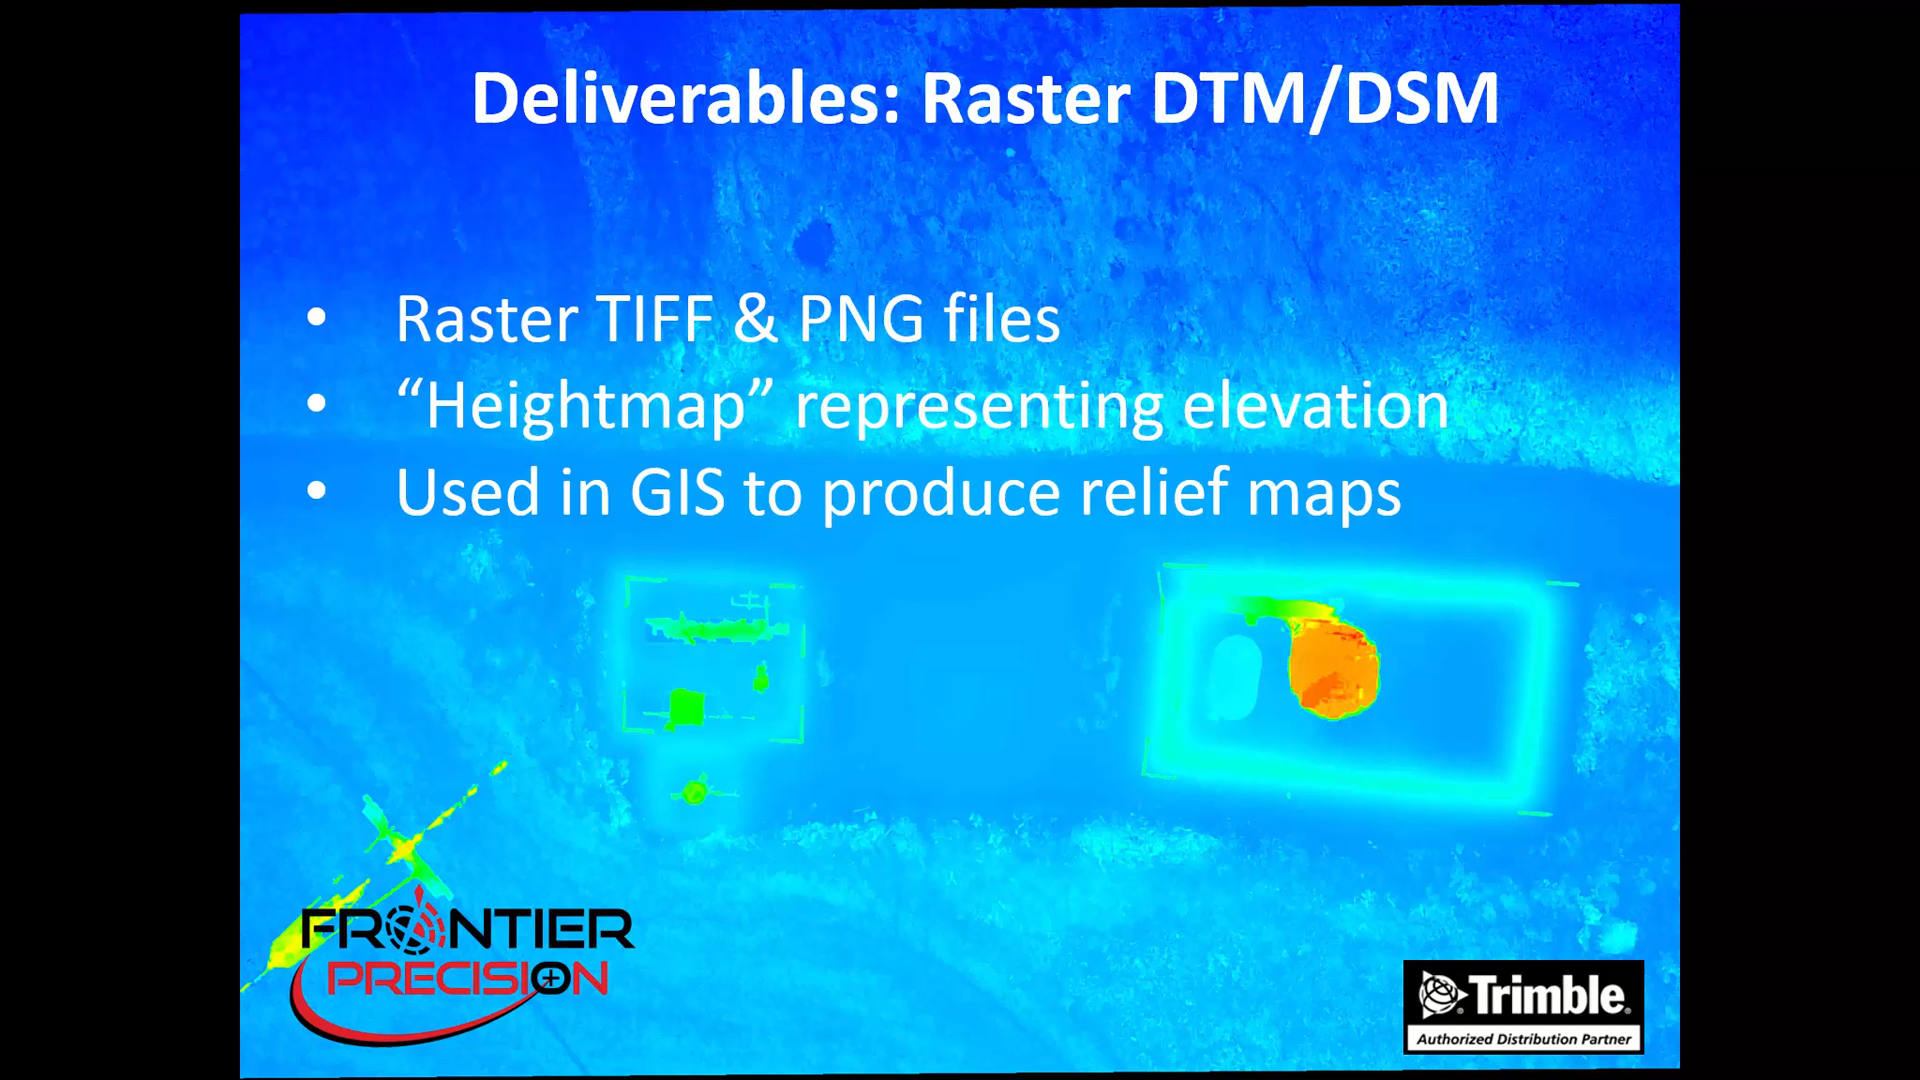 Deliverables: Raster DTM/DSM
• Raster TIFF & PNG files
• “Heightmap” representing elevation
• Used in GIS to produce relief maps
FRONTIER
PRECISION
Trimble®
Authorized Distribution Partner